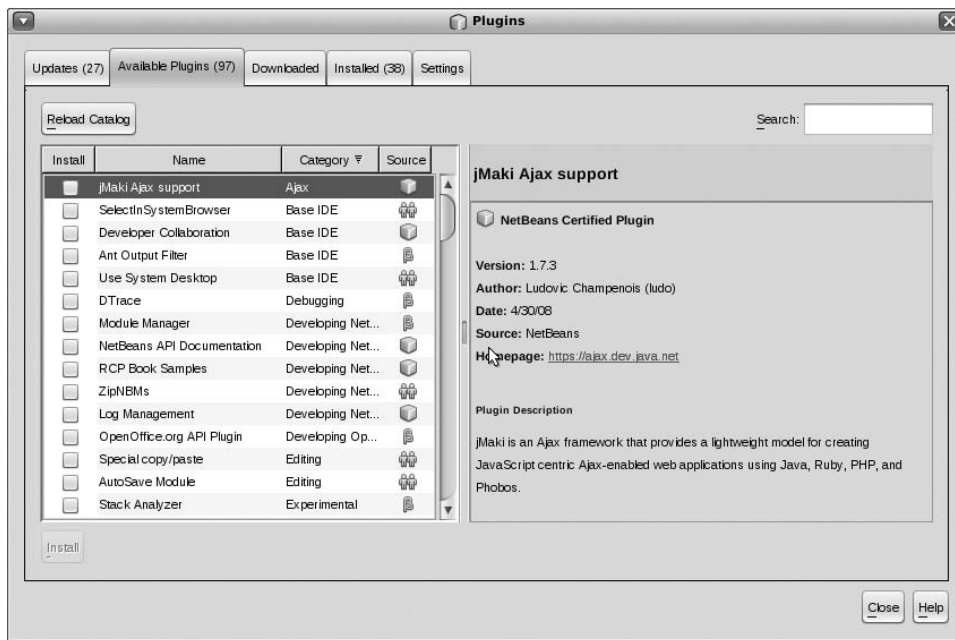 Plugins
Updates (27) Available Plugins (97) Downloaded Installed (38) Settings
Reload Catalog Search:
Install Name Category Source
jMaki Ajax support Ajax
SelectInSystemBrowser Base IDE
Developer Collaboration Base IDE
Ant Output Filter Base IDE
Use System Desktop Base IDE
DTrace Debugging
Module Manager Developing Net...
NetBeans API Documentation Developing Net...
RCP Book Samples Developing Net...
ZipNBMs Developing Net...
Log Management Developing Net...
OpenOffice.org API Plugin Developing Op...
Special copy/paste Editing
AutoSave Module Editing
Stack Analyzer Experimental
jMaki Ajax support
NetBeans Certified Plugin
Version: 1.7.3
Author: Ludovic Champenois (ludo)
Date: 4/30/08
Source: NetBeans
Homepage: https://ajax.dev.java.net
Plugin Description
jMaki is an Ajax framework that provides a lightweight model for creating
JavaScript centric Ajax-enabled web applications using Java, Ruby, PHP, and
Phobos.
Install
Close Help